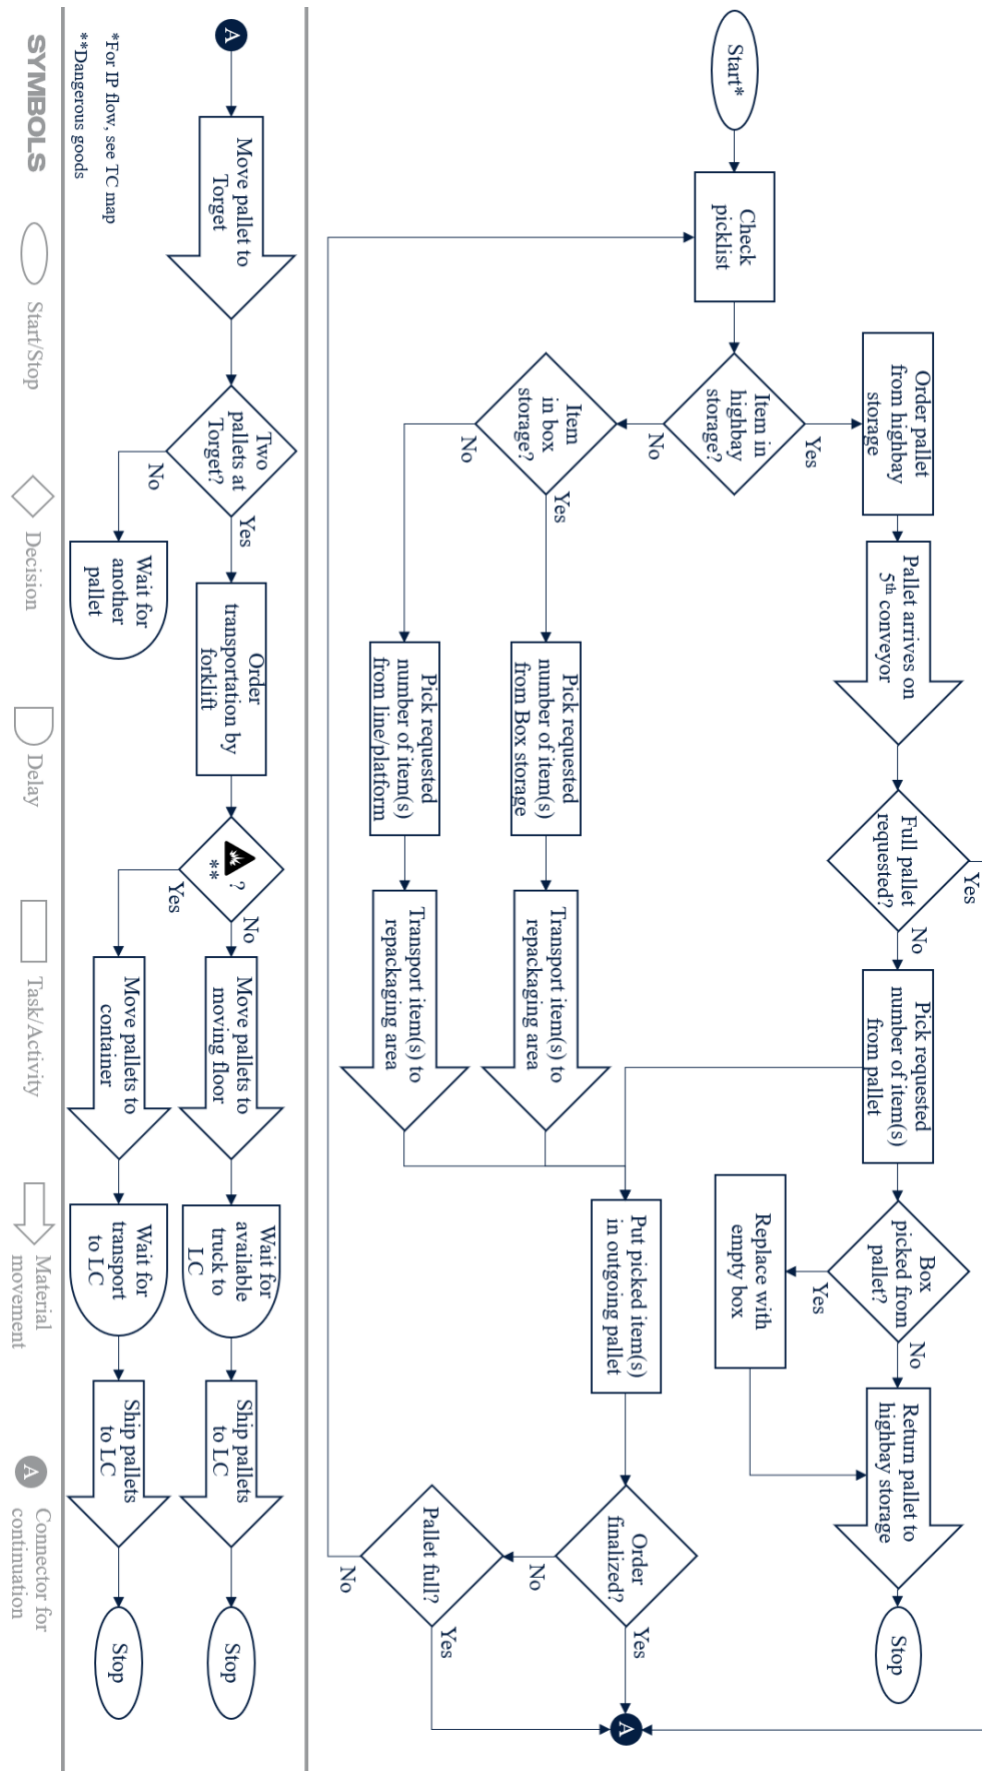 Start*
Check
picklist
Item in
highbay
storage?
Yes
No
Order pallet
from highbay
storage
Pallet arrives on
5th conveyor
Full pallet
requested?
Yes
No
Pick requested
number of item(s)
from pallet
Box
picked from
pallet?
Yes
No
Replace with
empty box
Return pallet to
highbay storage
Stop
Item
in box
storage?
Yes
No
Pick requested
number of item(s)
from Box storage
Transport item(s) to
repackaging area
Pick requested
number of item(s)
from line/platform
Transport item(s) to
repackaging area
Put picked item(s)
in outgoing pallet
Order
finalized?
Yes
No
Pallet full?
Yes
No
A
A
Move pallet to
Torget
Two
pallets at
Torget?
Yes
No
Wait for
another
pallet
Order
transportation by
forklift
?
**
No
Yes
Move pallets to
moving floor
Wait for
available
truck to
LC
Ship pallets
to LC
Stop
Move pallets to
container
Wait for
transport
to LC
Ship pallets
to LC
Stop
*For IP flow, see TC map
**Dangerous goods
SYMBOLS
Start/Stop
Decision
Delay
Task/Activity
Material
movement
A
Connector for
continuation